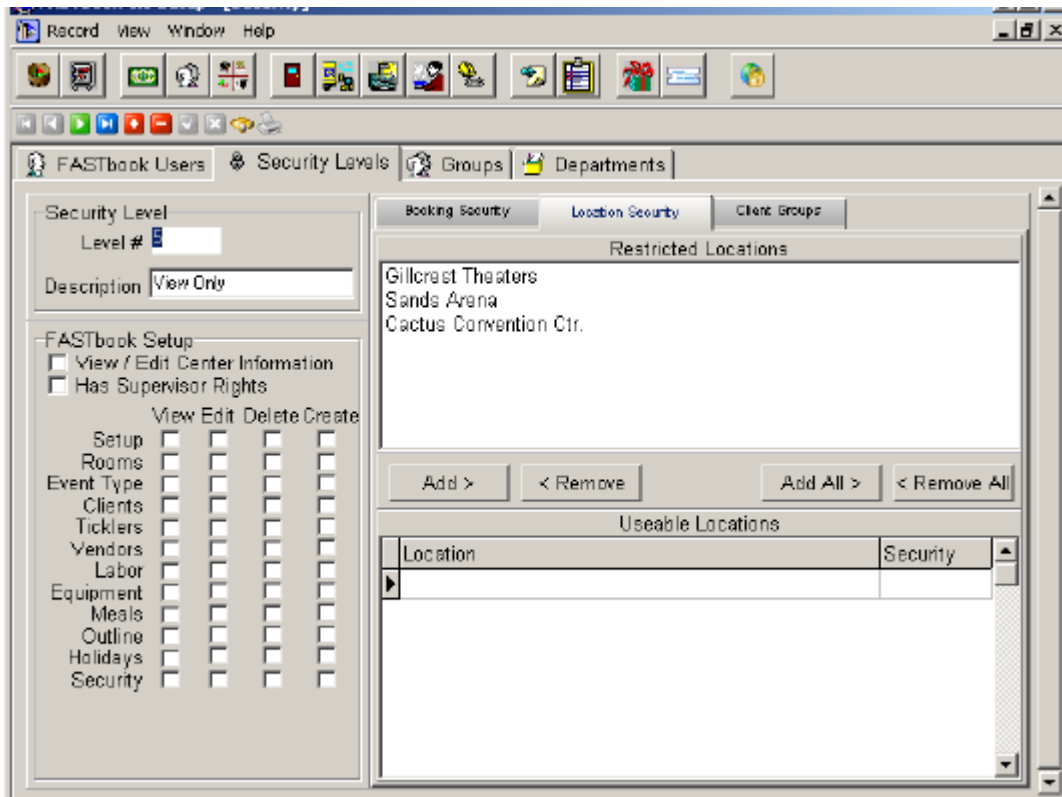 Record View Window Help
FASTbook Users Security Levels Groups Departments
Security Level
Level # 5
Description View Only
FASTbook Setup
View / Edit Center Information
Has Supervisor Rights
View Edit Delete Create
Setup
Rooms
Event Type
Clients
Ticklers
Vendors
Labor
Equipment
Meals
Outline
Holidays
Security
Booking Security Location Security Client Groups
Restricted Locations
Gillcrest Theaters
Sands Arena
Cactus Convention Ctr.
Add > < Remove Add All > < Remove All
Useable Locations
Location Security